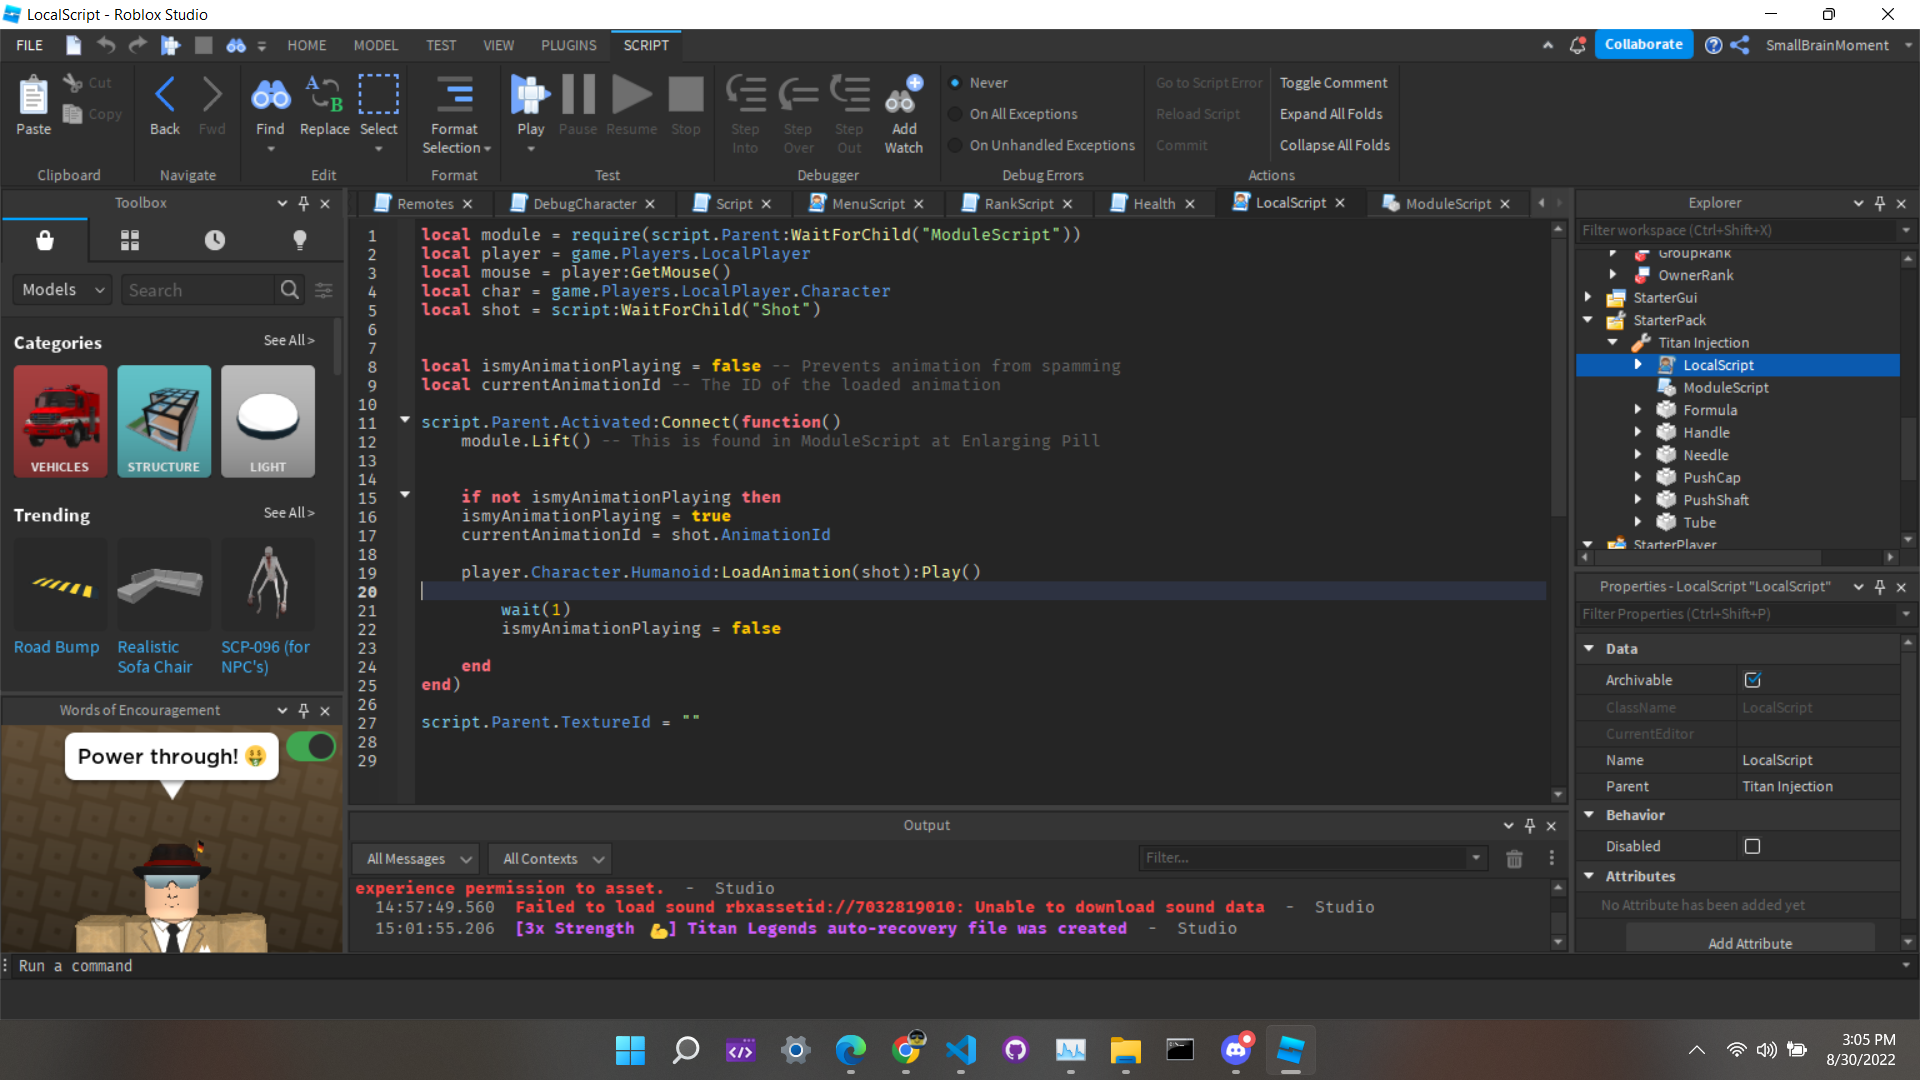 LocalScript - Roblox Studio
FILE HOME MODEL TEST VIEW PLUGINS SCRIPT Collaborate SmallBrainMoment
Paste Cut Copy Clipboard
Back Fwd Navigate
Find Replace Select Edit
Format Selection Format
Play Pause Resume Stop Test
Step Into Step Over Step Out Add Watch Debugger
Never
On All Exceptions
On Unhandled Exceptions
Debug Errors
Go to Script Error
Reload Script
Commit
Toggle Comment
Expand All Folds
Collapse All Folds
Actions
Toolbox
Models Search
Categories See All >
VEHICLES STRUCTURE LIGHT
Trending See All >
Road Bump
Realistic Sofa Chair
SCP-096 (for NPC's)
Words of Encouragement
Power through! 🤑
Remotes DebugCharacter Script MenuScript RankScript Health LocalScript ModuleScript
1 local module = require(script.Parent:WaitForChild("ModuleScript"))
2 local player = game.Players.LocalPlayer
3 local mouse = player:GetMouse()
4 local char = game.Players.LocalPlayer.Character
5 local shot = script:WaitForChild("Shot")
6
7
8 local ismyAnimationPlaying = false -- Prevents animation from spamming
9 local currentAnimationId -- The ID of the loaded animation
10
11 script.Parent.Activated:Connect(function()
12 module.Lift() -- This is found in ModuleScript at Enlarging Pill
13
14
15 if not ismyAnimationPlaying then
16 ismyAnimationPlaying = true
17 currentAnimationId = shot.AnimationId
18
19 player.Character.Humanoid:LoadAnimation(shot):Play()
20
21 wait(1)
22 ismyAnimationPlaying = false
23
24 end
25 end)
26
27 script.Parent.TextureId = ""
28
29
Output
All Messages All Contexts Filter...
experience permission to asset. - Studio
14:57:49.560 Failed to load sound rbxassetid://7032819010: Unable to download sound data - Studio
15:01:55.206 [3x Strength 💪] Titan Legends auto-recovery file was created - Studio
Explorer
Filter workspace (Ctrl+Shift+X)
GroupRank
OwnerRank
StarterGui
StarterPack
Titan Injection
LocalScript
ModuleScript
Formula
Handle
Needle
PushCap
PushShaft
Tube
StarterPlayer
Properties - LocalScript "LocalScript"
Filter Properties (Ctrl+Shift+P)
Data
Archivable
ClassName LocalScript
CurrentEditor
Name LocalScript
Parent Titan Injection
Behavior
Disabled
Attributes
No Attribute has been added yet
Add Attribute
Run a command
3:05 PM
8/30/2022